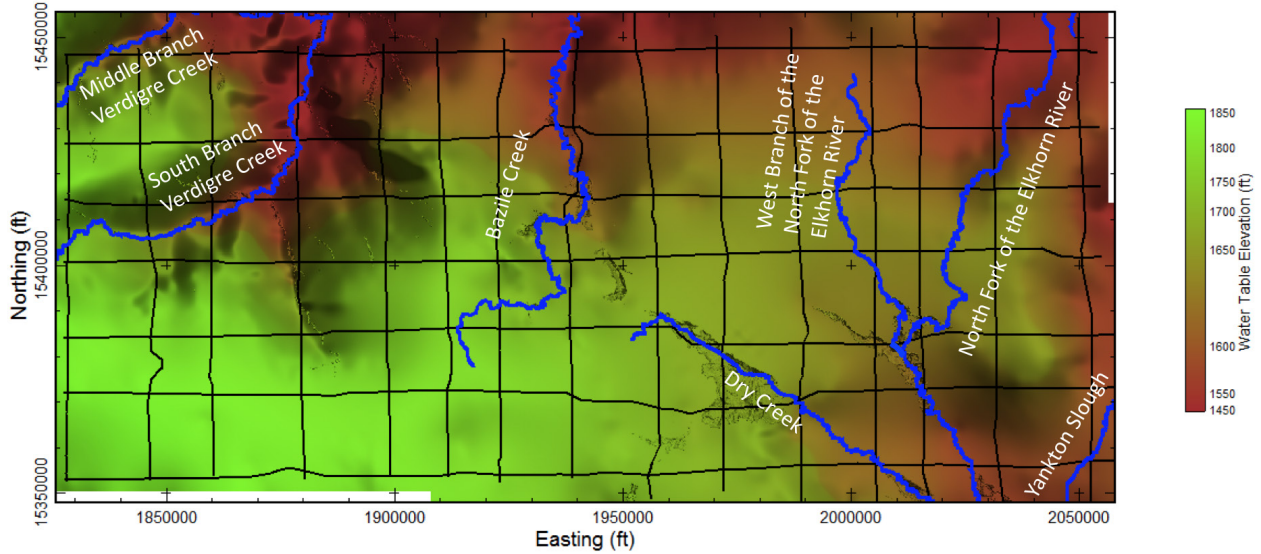 15450000
15400000
15350000
Northing (ft)
Middle Branch
Verdigre Creek
South Branch
Verdigre Creek
Bazile Creek
West Branch of the
North Fork of the
Elkhorn River
North Fork of the Elkhorn River
Dry Creek
Yankton Slough
1850000
1900000
1950000
2000000
2050000
Easting (ft)
1850
1800
1750
1700
1650
1600
1550
1450
Water Table Elevation (ft)